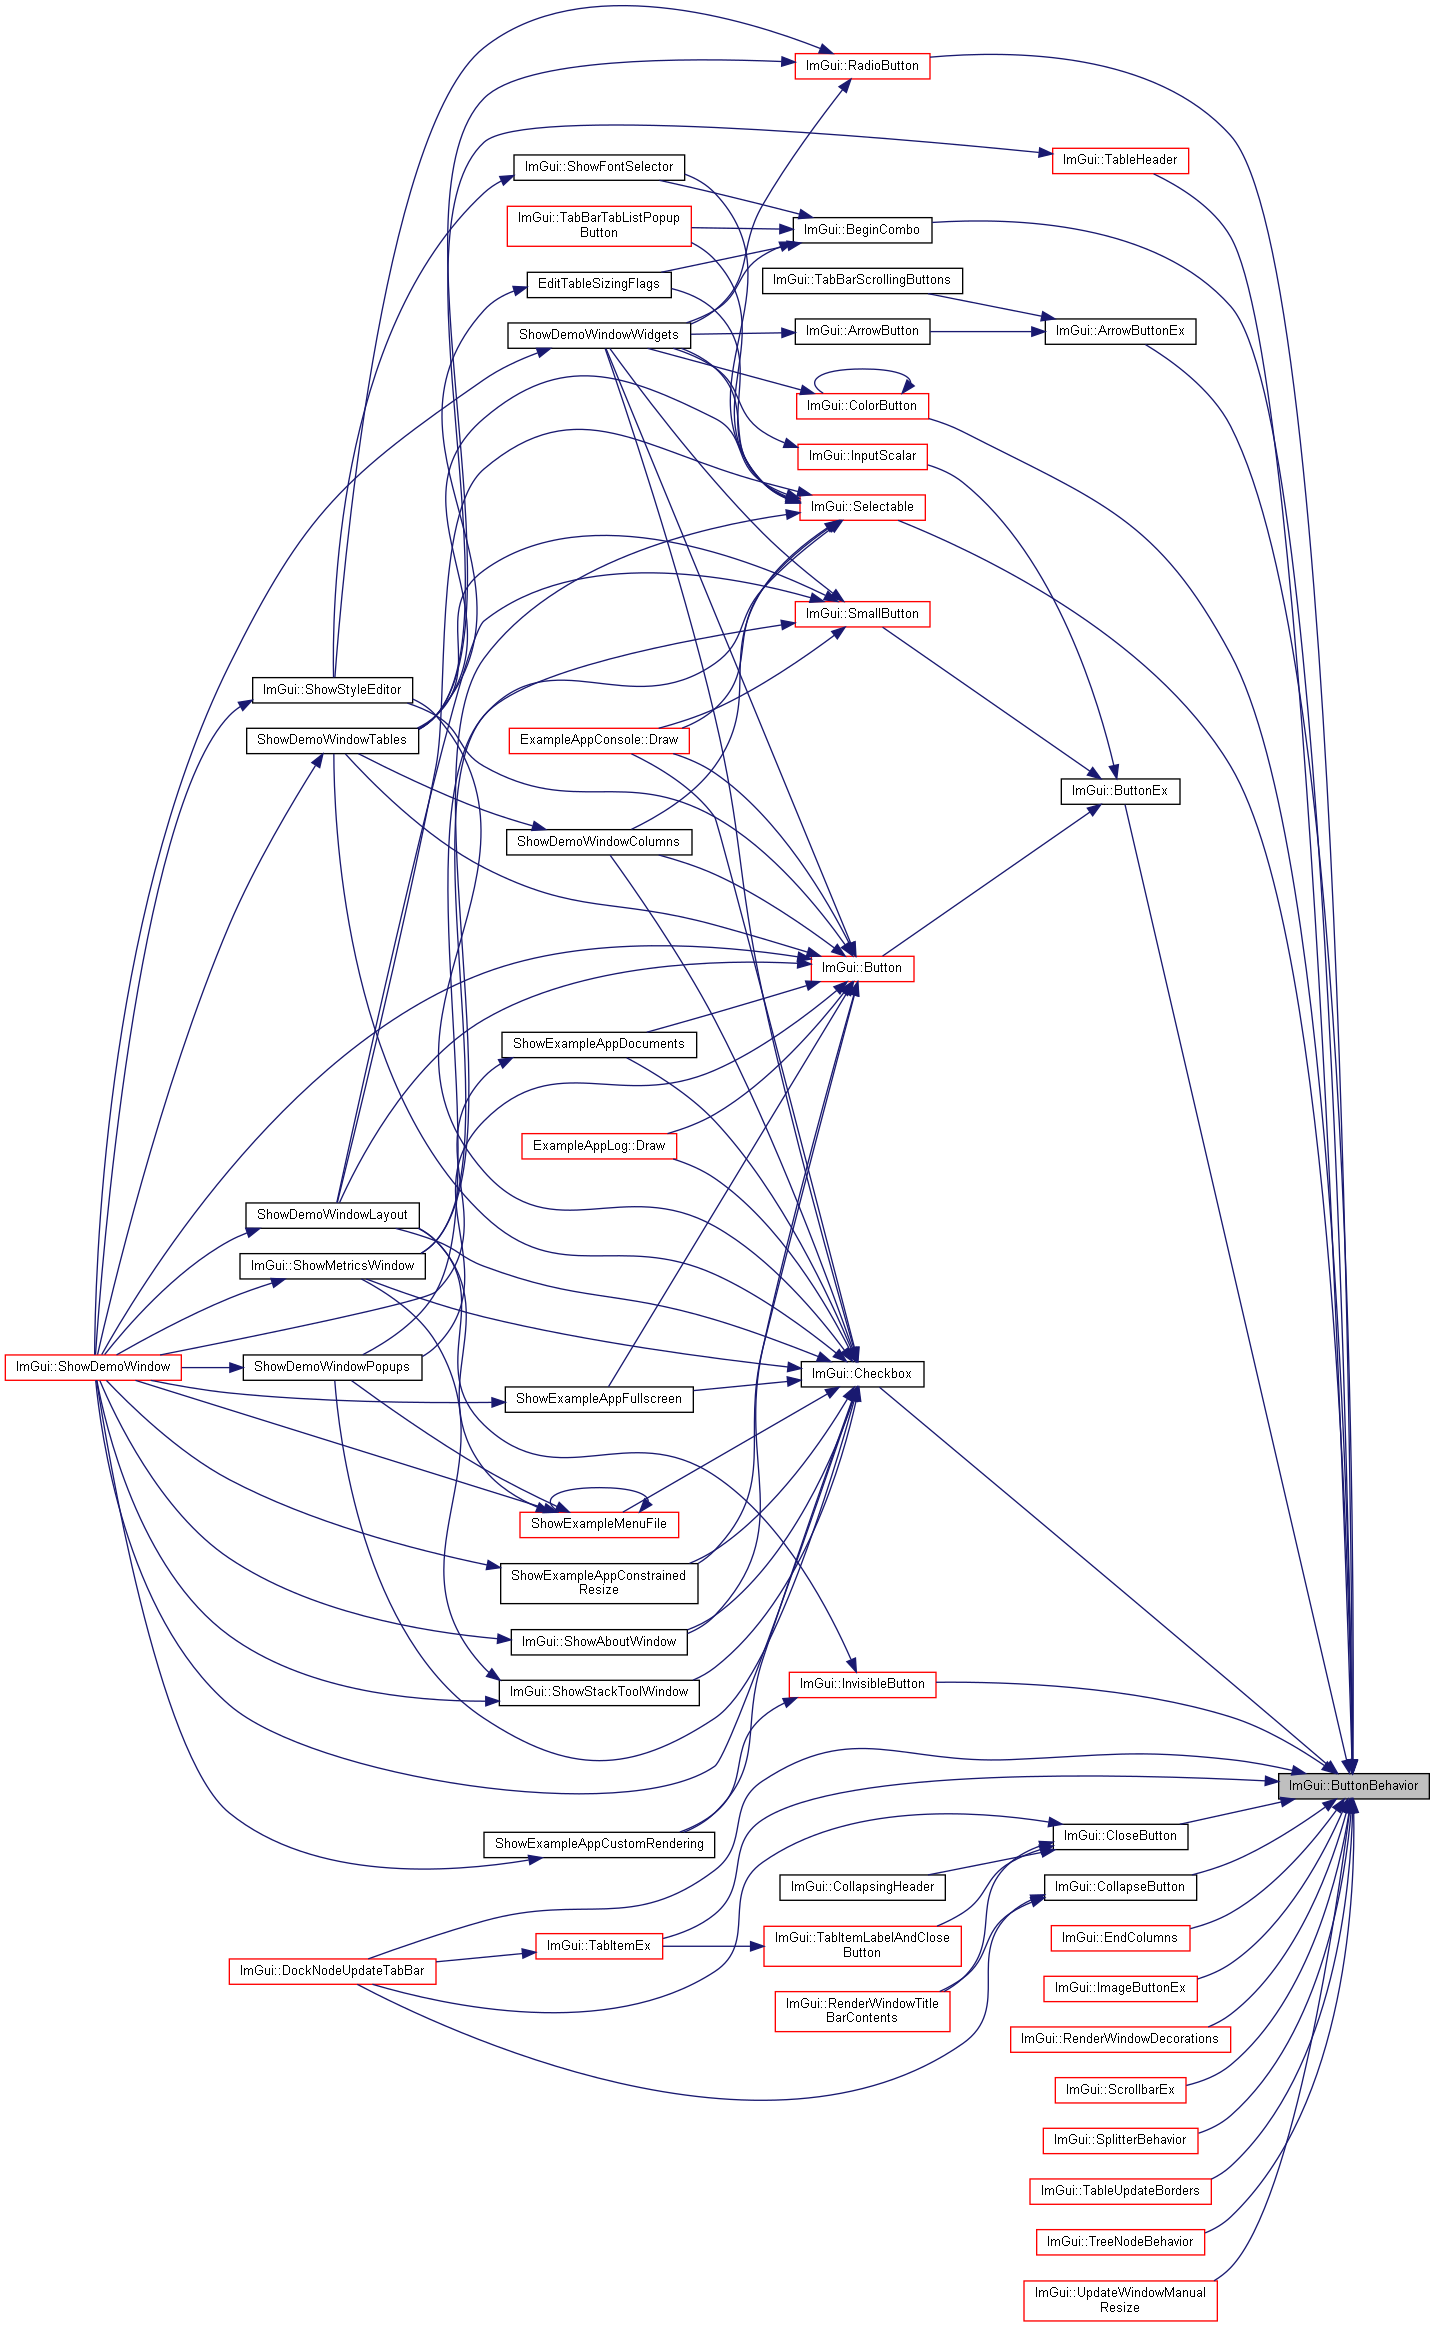 ImGui::RadioButton
ImGui::TableHeader
ImGui::ShowFontSelector
ImGui::TabBarTabListPopup
Button
ImGui::BeginCombo
EditTableSizingFlags
ImGui::TabBarScrollingButtons
ShowDemoWindowWidgets
ImGui::ArrowButton
ImGui::ArrowButtonEx
ImGui::ColorButton
ImGui::InputScalar
ImGui::Selectable
ImGui::SmallButton
ImGui::ShowStyleEditor
ShowDemoWindowTables
ExampleAppConsole::Draw
ImGui::ButtonEx
ShowDemoWindowColumns
ImGui::Button
ShowExampleAppDocuments
ExampleAppLog::Draw
ShowDemoWindowLayout
ImGui::ShowMetricsWindow
ImGui::ShowDemoWindow
ShowDemoWindowPopups
ImGui::Checkbox
ShowExampleAppFullscreen
ShowExampleMenuFile
ShowExampleAppConstrained
Resize
ImGui::ShowAboutWindow
ImGui::ShowStackToolWindow
ImGui::InvisibleButton
ImGui::ButtonBehavior
ShowExampleAppCustomRendering
ImGui::CloseButton
ImGui::CollapsingHeader
ImGui::CollapseButton
ImGui::TabItemEx
ImGui::TabItemLabelAndClose
Button
ImGui::EndColumns
ImGui::DockNodeUpdateTabBar
ImGui::ImageButtonEx
ImGui::RenderWindowTitle
BarContents
ImGui::RenderWindowDecorations
ImGui::ScrollbarEx
ImGui::SplitterBehavior
ImGui::TableUpdateBorders
ImGui::TreeNodeBehavior
ImGui::UpdateWindowManual
Resize